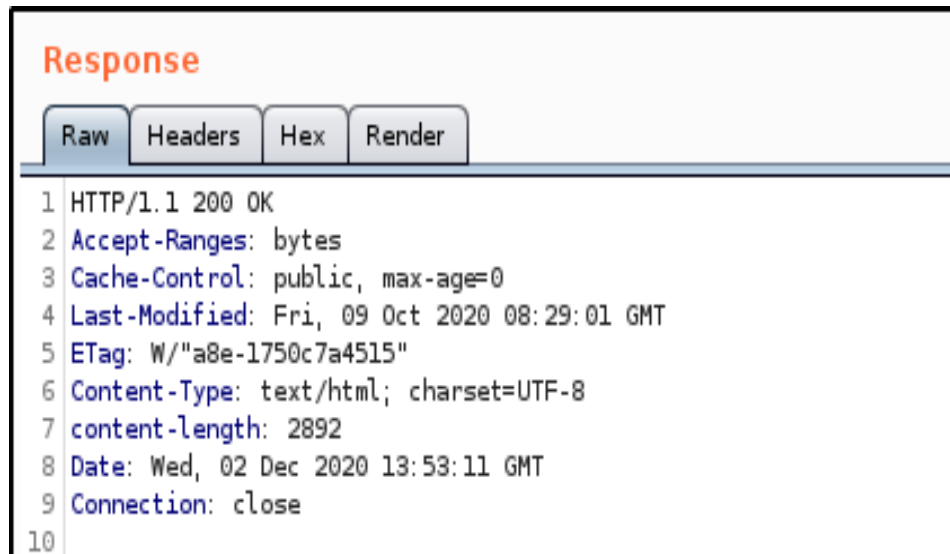 Response
Raw Headers Hex Render
1 HTTP/1.1 200 OK
2 Accept-Ranges: bytes
3 Cache-Control: public, max-age=0
4 Last-Modified: Fri, 09 Oct 2020 08:29:01 GMT
5 ETag: W/"a8e-1750c7a4515"
6 Content-Type: text/html; charset=UTF-8
7 content-length: 2892
8 Date: Wed, 02 Dec 2020 13:53:11 GMT
9 Connection: close
10